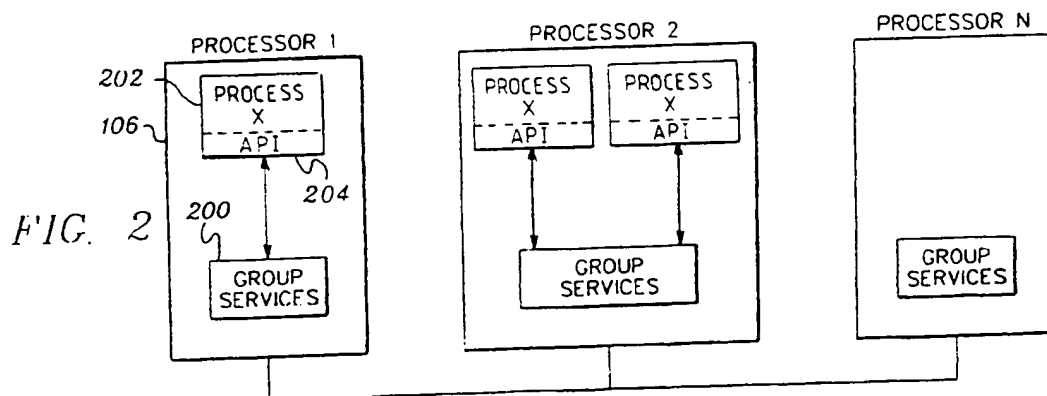 PROCESSOR 1
PROCESSOR 2
PROCESSOR N
202
PROCESS
X
API
PROCESS
X
API
PROCESS
X
API
106
204
200
FIG. 2
GROUP
SERVICES
GROUP
SERVICES
GROUP
SERVICES